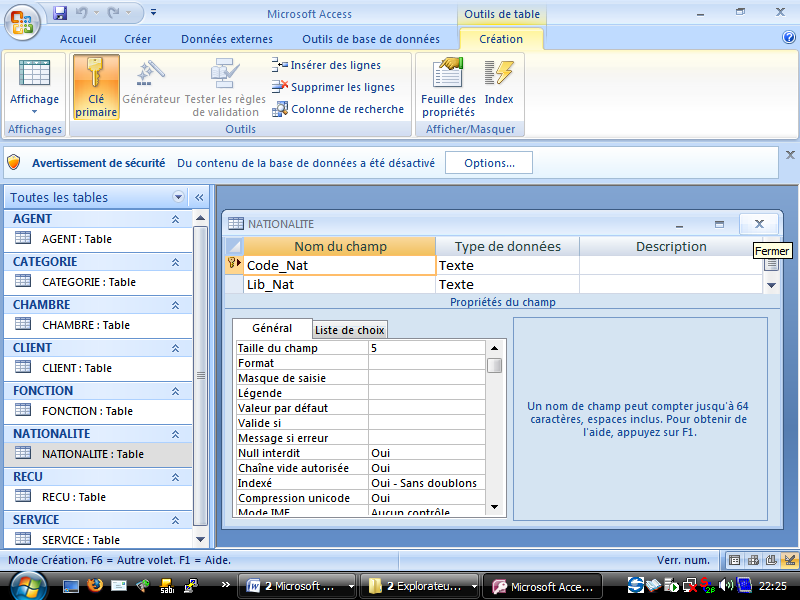 Microsoft Access
Outils de table
Accueil
Créer
Données externes
Outils de base de données
Création
Affichage
Clé primaire
Générateur
Tester les règles de validation
Insérer des lignes
Supprimer les lignes
Colonne de recherche
Feuille des propriétés
Index
Affichages
Outils
Afficher/Masquer
Avertissement de sécurité Du contenu de la base de données a été désactivé
Options...
Toutes les tables
AGENT
AGENT : Table
CATEGORIE
CATEGORIE : Table
CHAMBRE
CHAMBRE : Table
CLIENT
CLIENT : Table
FONCTION
FONCTION : Table
NATIONALITE
NATIONALITE : Table
RECU
RECU : Table
SERVICE
SERVICE : Table
NATIONALITE
Fermer
Nom du champ Type de données Description
Code_Nat Texte
Lib_Nat Texte
Propriétés du champ
Général Liste de choix
Taille du champ 5
Format
Masque de saisie
Légende
Valeur par défaut
Valide si
Message si erreur
Null interdit Oui
Chaîne vide autorisée Oui
Indexé Oui - Sans doublons
Compression unicode Oui
Mode IME Aucun contrôle
Un nom de champ peut compter jusqu'à 64
caractères, espaces inclus. Pour obtenir de
l'aide, appuyez sur F1.
Mode Création. F6 = Autre volet. F1 = Aide.
Verr. num.
2 Microsoft ...
2 Explorateu...
Microsoft Acce...
22:25